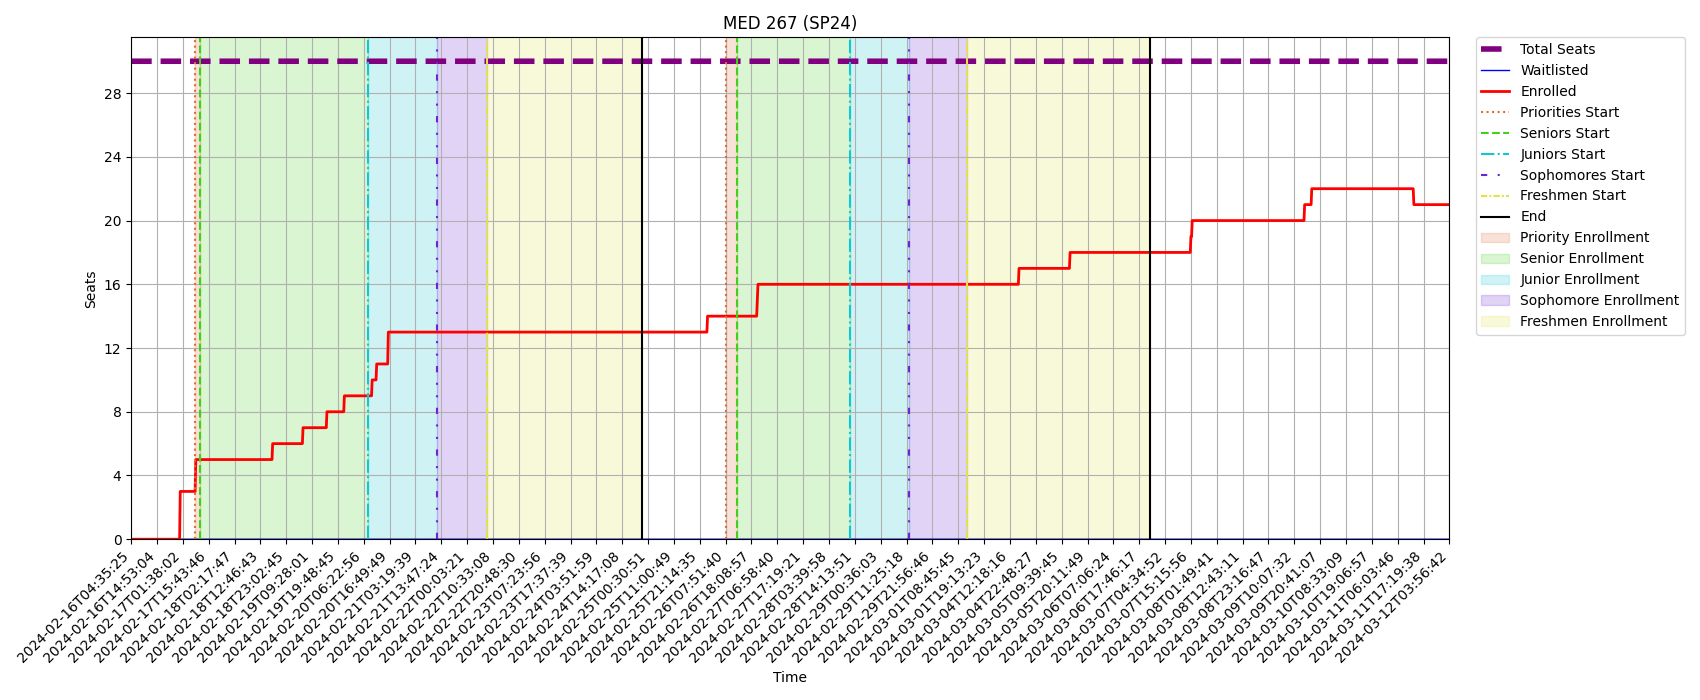 MED 267 (SP24)
Seats
28
24
20
16
12
8
4
0
2024-02-16T04:35:25
2024-02-16T14:53:04
2024-02-17T01:38:02
2024-02-17T15:43:46
2024-02-18T02:17:47
2024-02-18T12:46:43
2024-02-18T23:02:45
2024-02-19T09:28:01
2024-02-19T19:48:45
2024-02-20T06:22:56
2024-02-20T16:49:49
2024-02-21T03:19:39
2024-02-21T13:47:24
2024-02-22T00:03:21
2024-02-22T10:33:08
2024-02-22T20:48:30
2024-02-23T07:23:56
2024-02-23T17:37:39
2024-02-24T03:51:59
2024-02-24T14:17:08
2024-02-25T00:30:51
2024-02-25T11:00:49
2024-02-25T21:14:35
2024-02-26T07:51:40
2024-02-26T18:08:57
2024-02-27T06:58:40
2024-02-27T17:19:21
2024-02-28T03:39:58
2024-02-28T14:13:51
2024-02-29T00:36:03
2024-02-29T11:25:18
2024-02-29T21:56:46
2024-03-01T08:45:45
2024-03-01T19:13:23
2024-03-04T12:18:16
2024-03-04T22:48:27
2024-03-05T09:39:45
2024-03-05T20:11:49
2024-03-06T07:06:24
2024-03-06T17:46:17
2024-03-07T04:34:52
2024-03-07T15:15:56
2024-03-08T01:49:41
2024-03-08T12:43:11
2024-03-08T23:16:47
2024-03-09T10:07:32
2024-03-09T20:41:07
2024-03-10T08:33:09
2024-03-10T19:06:57
2024-03-11T06:03:46
2024-03-11T17:19:38
2024-03-12T03:56:42
Time
Total Seats
Waitlisted
Enrolled
Priorities Start
Seniors Start
Juniors Start
Sophomores Start
Freshmen Start
End
Priority Enrollment
Senior Enrollment
Junior Enrollment
Sophomore Enrollment
Freshmen Enrollment